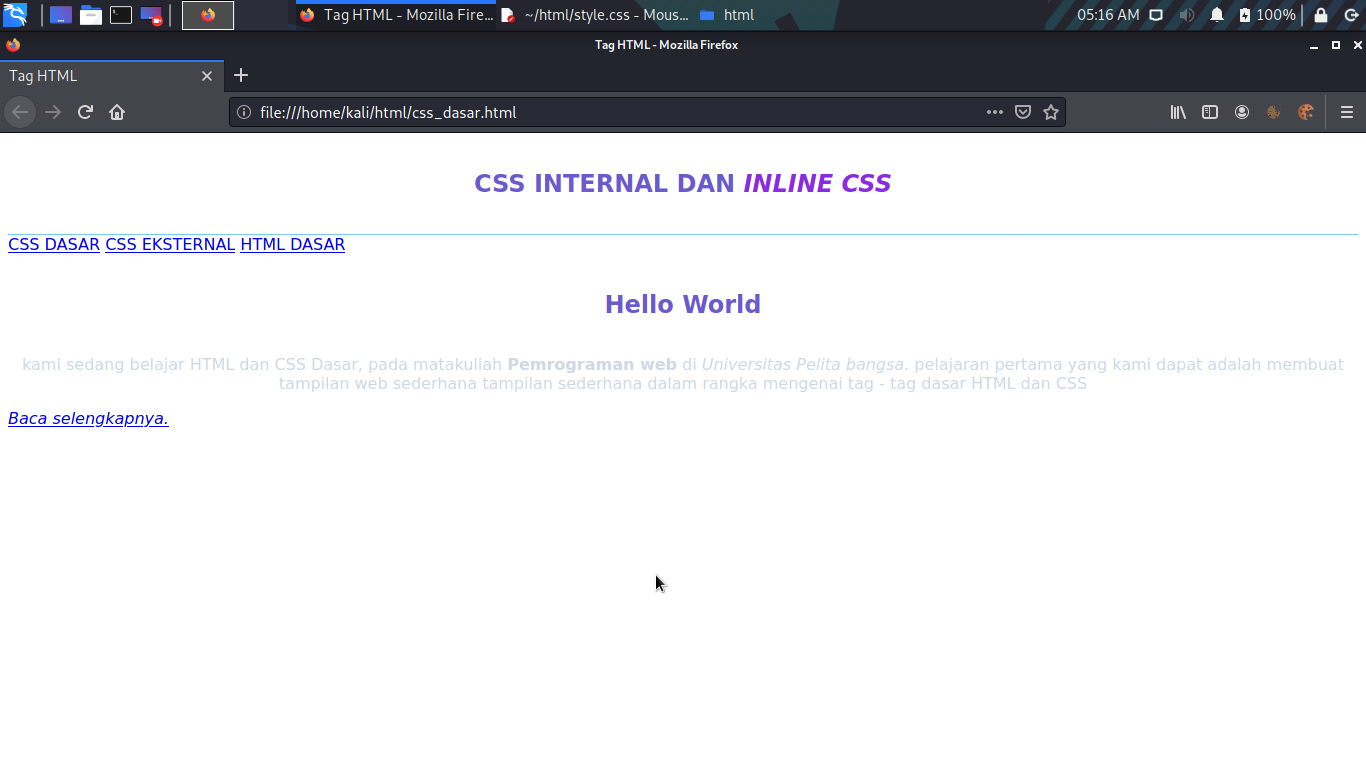 Tag HTML - Mozilla Fire...
~/html/style.css - Mous...
html
05:16 AM
100%
Tag HTML - Mozilla Firefox
Tag HTML
file:///home/kali/html/css_dasar.html
CSS INTERNAL DAN INLINE CSS
CSS DASAR CSS EKSTERNAL HTML DASAR
Hello World
kami sedang belajar HTML dan CSS Dasar, pada matakuliah Pemrograman web di Universitas Pelita bangsa. pelajaran pertama yang kami dapat adalah membuat
tampilan web sederhana tampilan sederhana dalam rangka mengenai tag - tag dasar HTML dan CSS
Baca selengkapnya.